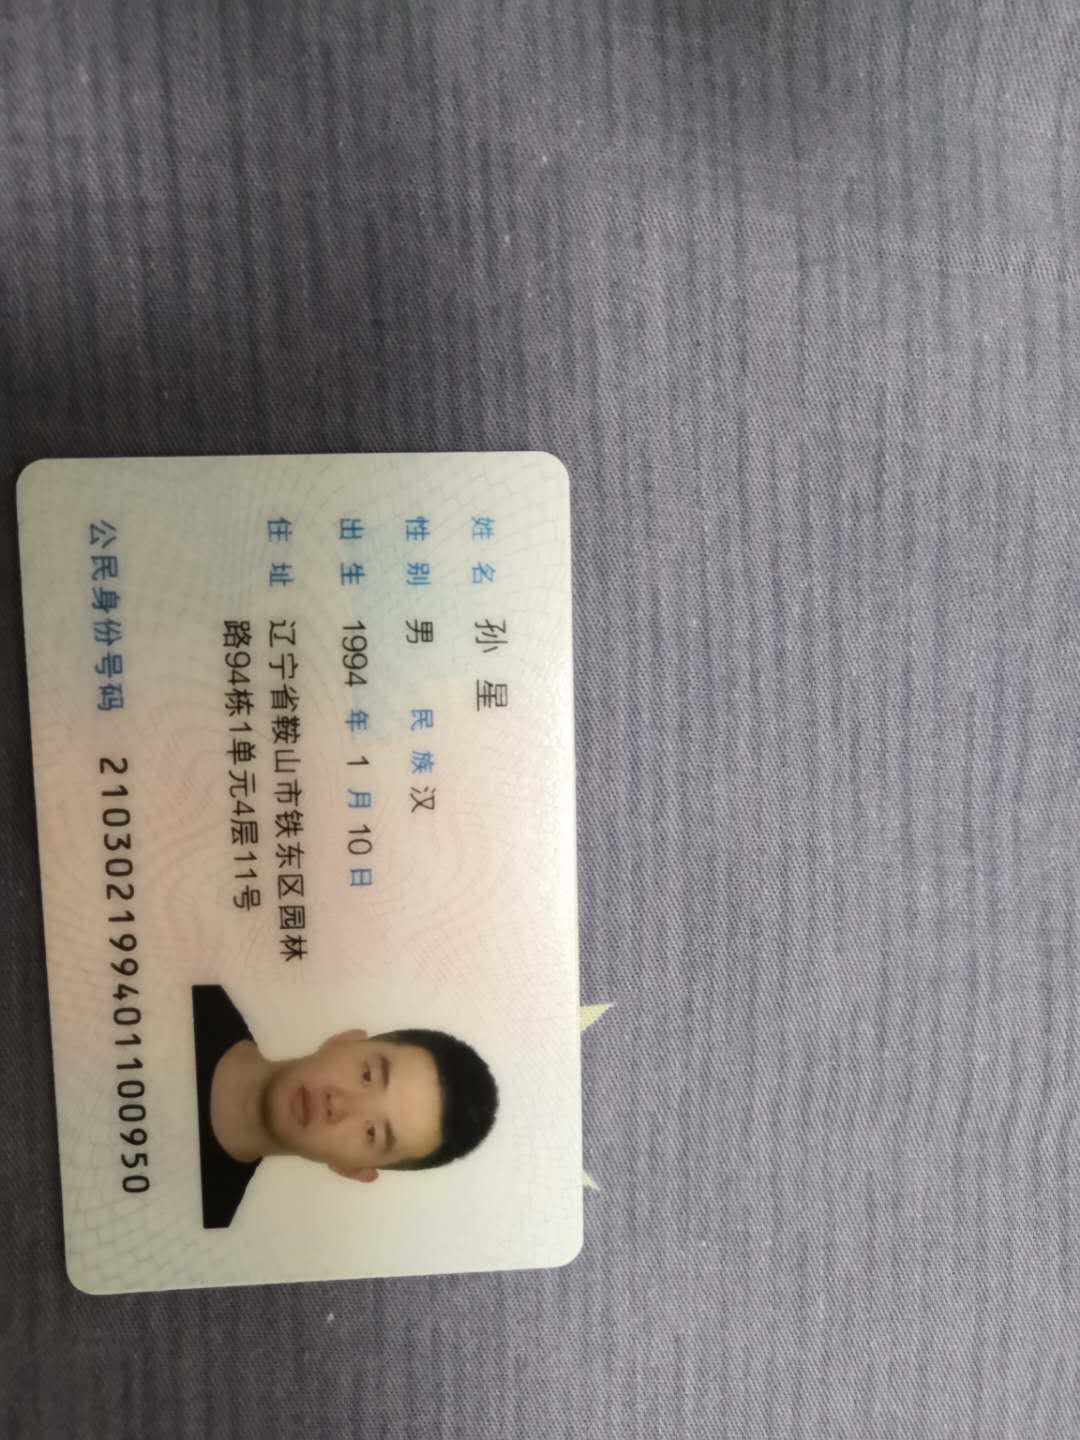 姓名 孙星
性别 男 民族 汉
出生 1994 年 1 月 10 日
住址 辽宁省鞍山市铁东区园林
路94栋1单元4层11号
公民身份号码 210302199401100950